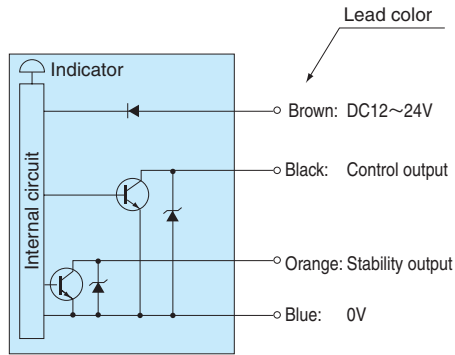 Lead color
Indicator
Internal circuit
Brown: DC12～24V
Black: Control output
Orange: Stability output
Blue: 0V